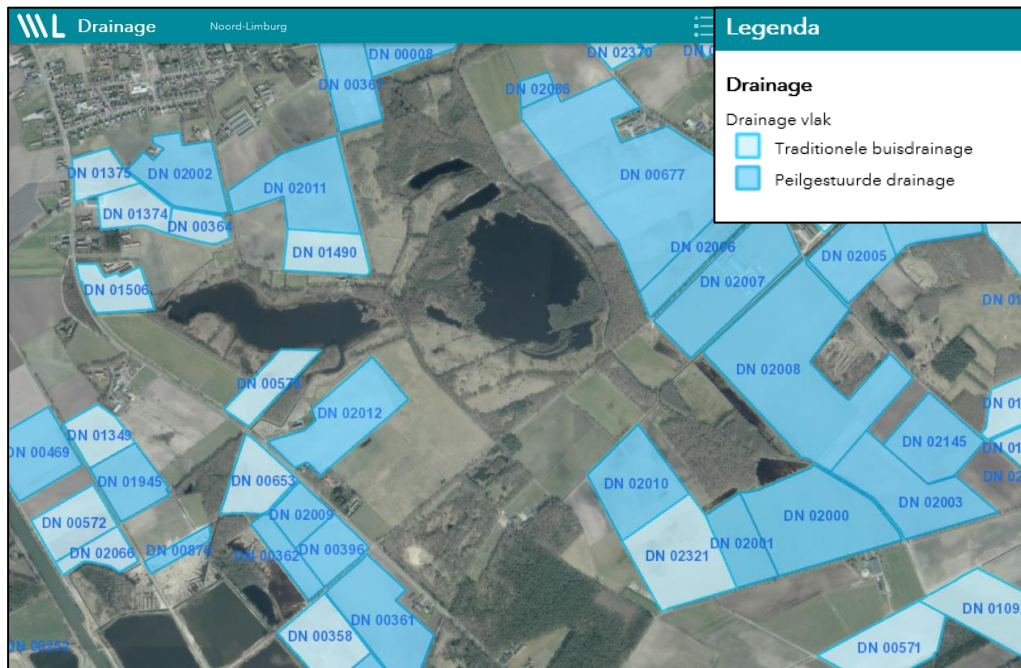 WL Drainage
Noord-Limburg
Legenda
Drainage
Drainage vlak
Traditionele buisdrainage
Peilgestuurde drainage
DN 00008
DN 02370
DN 00367
DN 02086
DN 01375
DN 02002
DN 02011
DN 00677
DN 01374
DN 00364
DN 01490
DN 02006
DN 02005
DN 02007
DN 01506
DN 02008
DN 02012
DN 01349
DN 00469
DN 02145
DN 01945
DN 00653
DN 02010
DN 02003
DN 00572
DN 02009
DN 02000
DN 02066
DN 00396
DN 00362
DN 02001
DN 02321
DN 00361
DN 00358
DN 00571
DN 00252